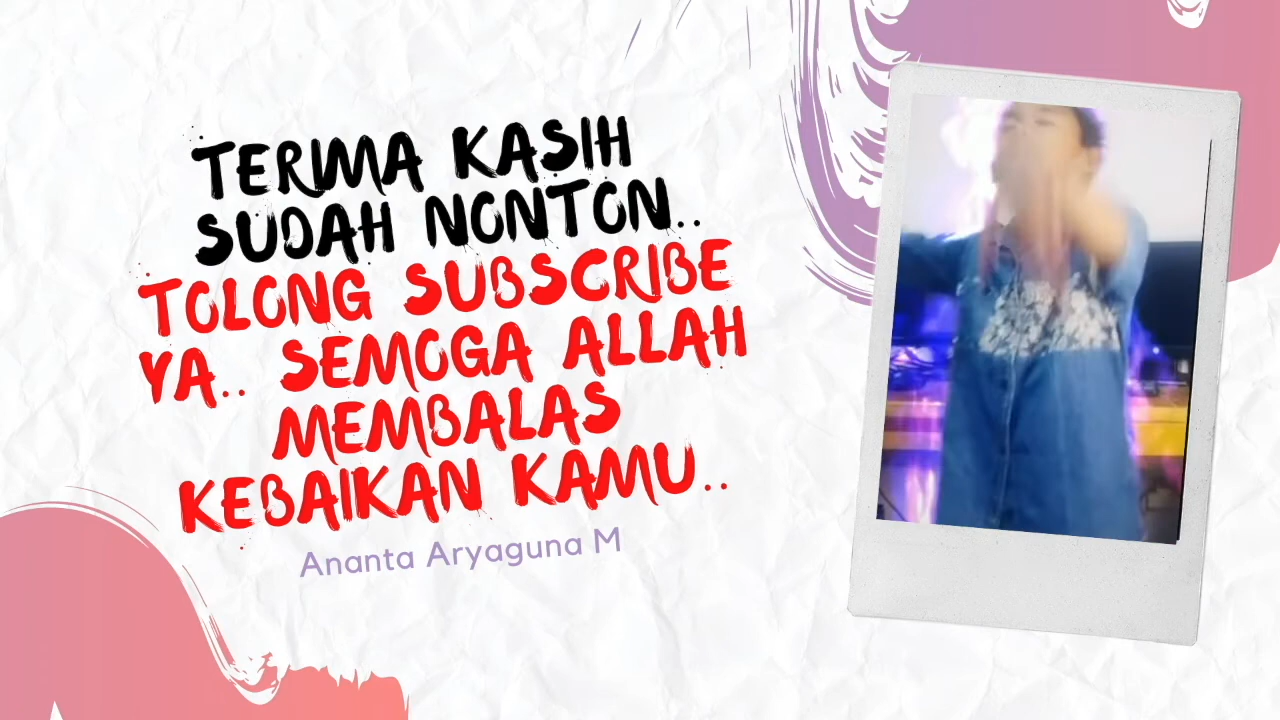 TERIMA KASIH
SUDAH NONTON..
TOLONG SUBSCRIBE
YA.. SEMOGA ALLAH
MEMBALAS
KEBAIKAN KAMU..
Ananta Aryaguna M